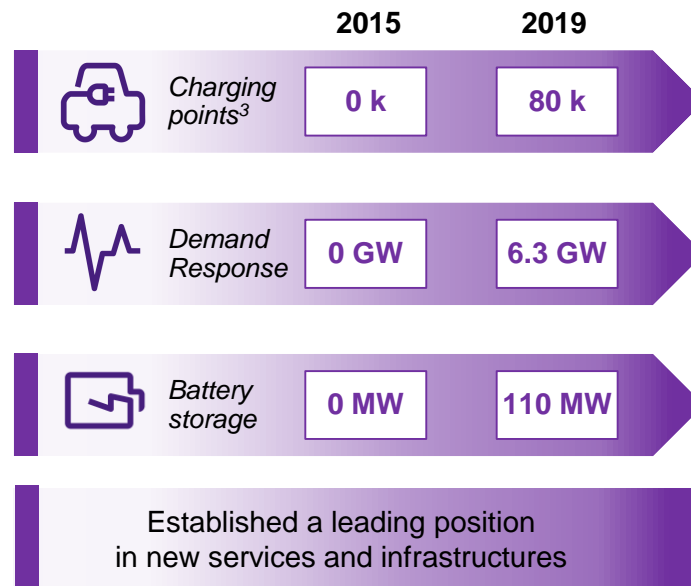 2015 2019
Charging
points³
0 k 80 k
Demand
Response
0 GW 6.3 GW
Battery
storage
0 MW 110 MW
Established a leading position
in new services and infrastructures